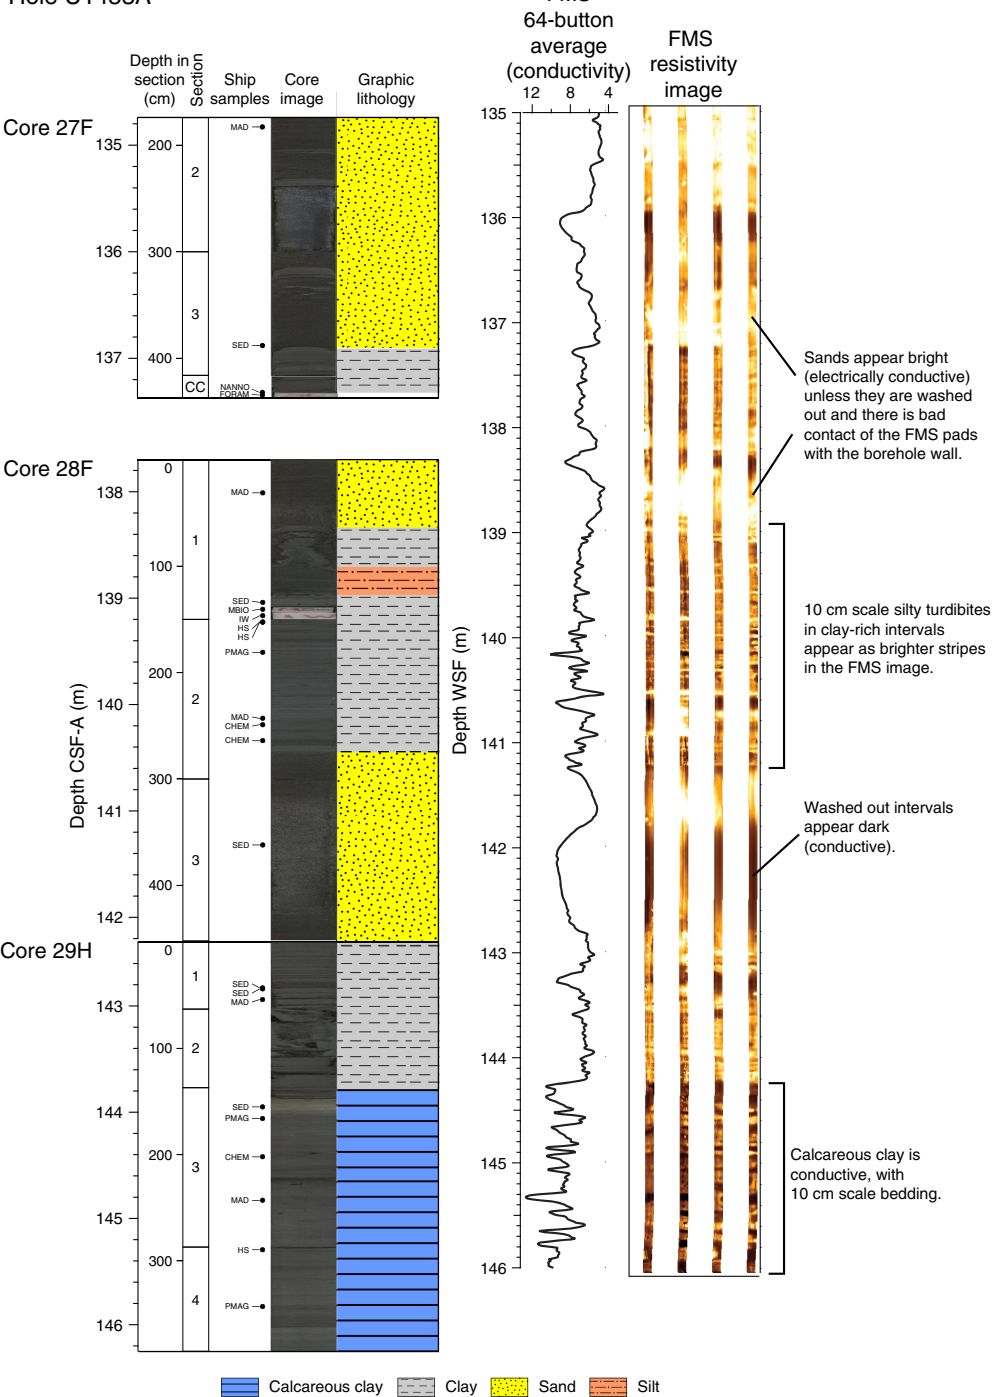 64-button
average
(conductivity)
12 8 4
FMS
resistivity
image
Depth in
section
(cm)
Section
Ship
samples
Core
image
Graphic
lithology
Core 27F
135
136
137
200
300
400
2
3
CC
MAD
SED
NANNO
FORAM
Core 28F
138
139
140
141
142
0
100
200
300
400
1
2
3
MAD
SED
MBIO
IW
HS
HS
PMAG
MAD
CHEM
CHEM
SED
Depth CSF-A (m)
Core 29H
143
144
145
146
0
100
200
300
1
2
3
4
SED
SED
MAD
SED
PMAG
CHEM
MAD
HS
PMAG
Depth WSF (m)
135
136
137
138
139
140
141
142
143
144
145
146
Sands appear bright
(electrically conductive)
unless they are washed
out and there is bad
contact of the FMS pads
with the borehole wall.
10 cm scale silty turdibites
in clay-rich intervals
appear as brighter stripes
in the FMS image.
Washed out intervals
appear dark
(conductive).
Calcareous clay is
conductive, with
10 cm scale bedding.
Calcareous clay
Clay
Sand
Silt